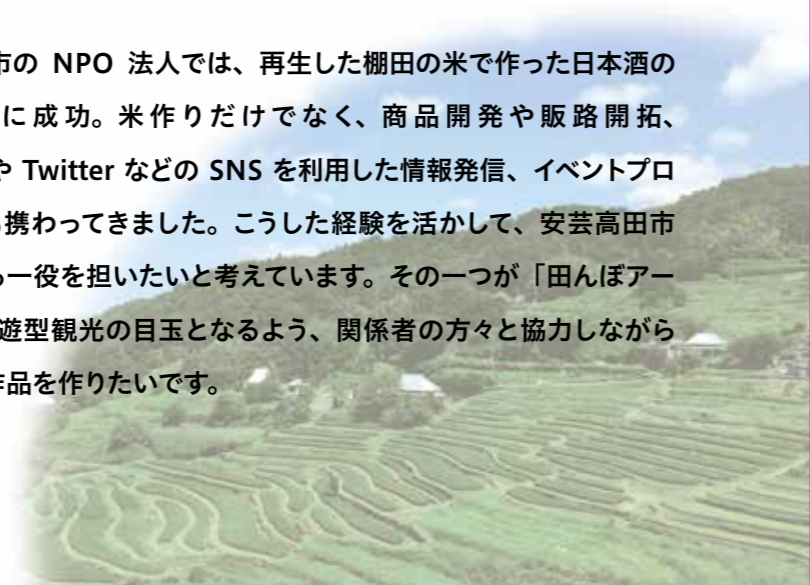 市の NPO 法人では、再生した棚田の米で作った日本酒の
に成功。米作りだけでなく、商品開発や販路開拓、
や Twitter などの SNS を利用した情報発信、イベントプロ
携わってきました。こうした経験を活かして、安芸高田市
一役を担いたいと考えています。その一つが「田んぼアー
遊型観光の目玉となるよう、関係者の方々と協力しながら
作品を作りたいです。